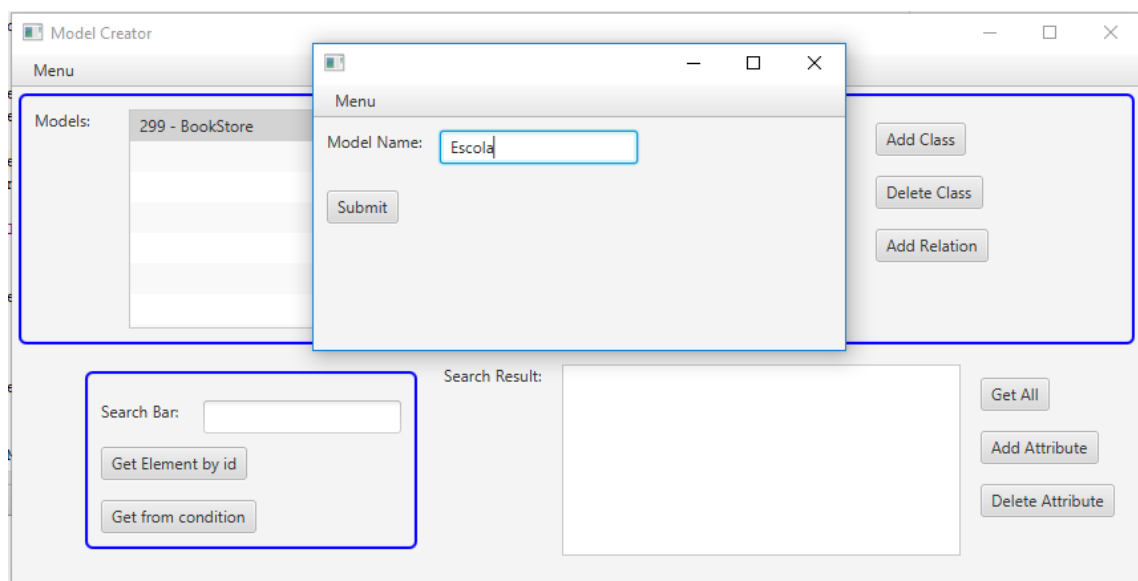 Model Creator
Menu
Models:
299 - BookStore
Menu
Model Name:
Escola
Submit
Add Class
Delete Class
Add Relation
Search Bar:
Get Element by id
Get from condition
Search Result:
Get All
Add Attribute
Delete Attribute